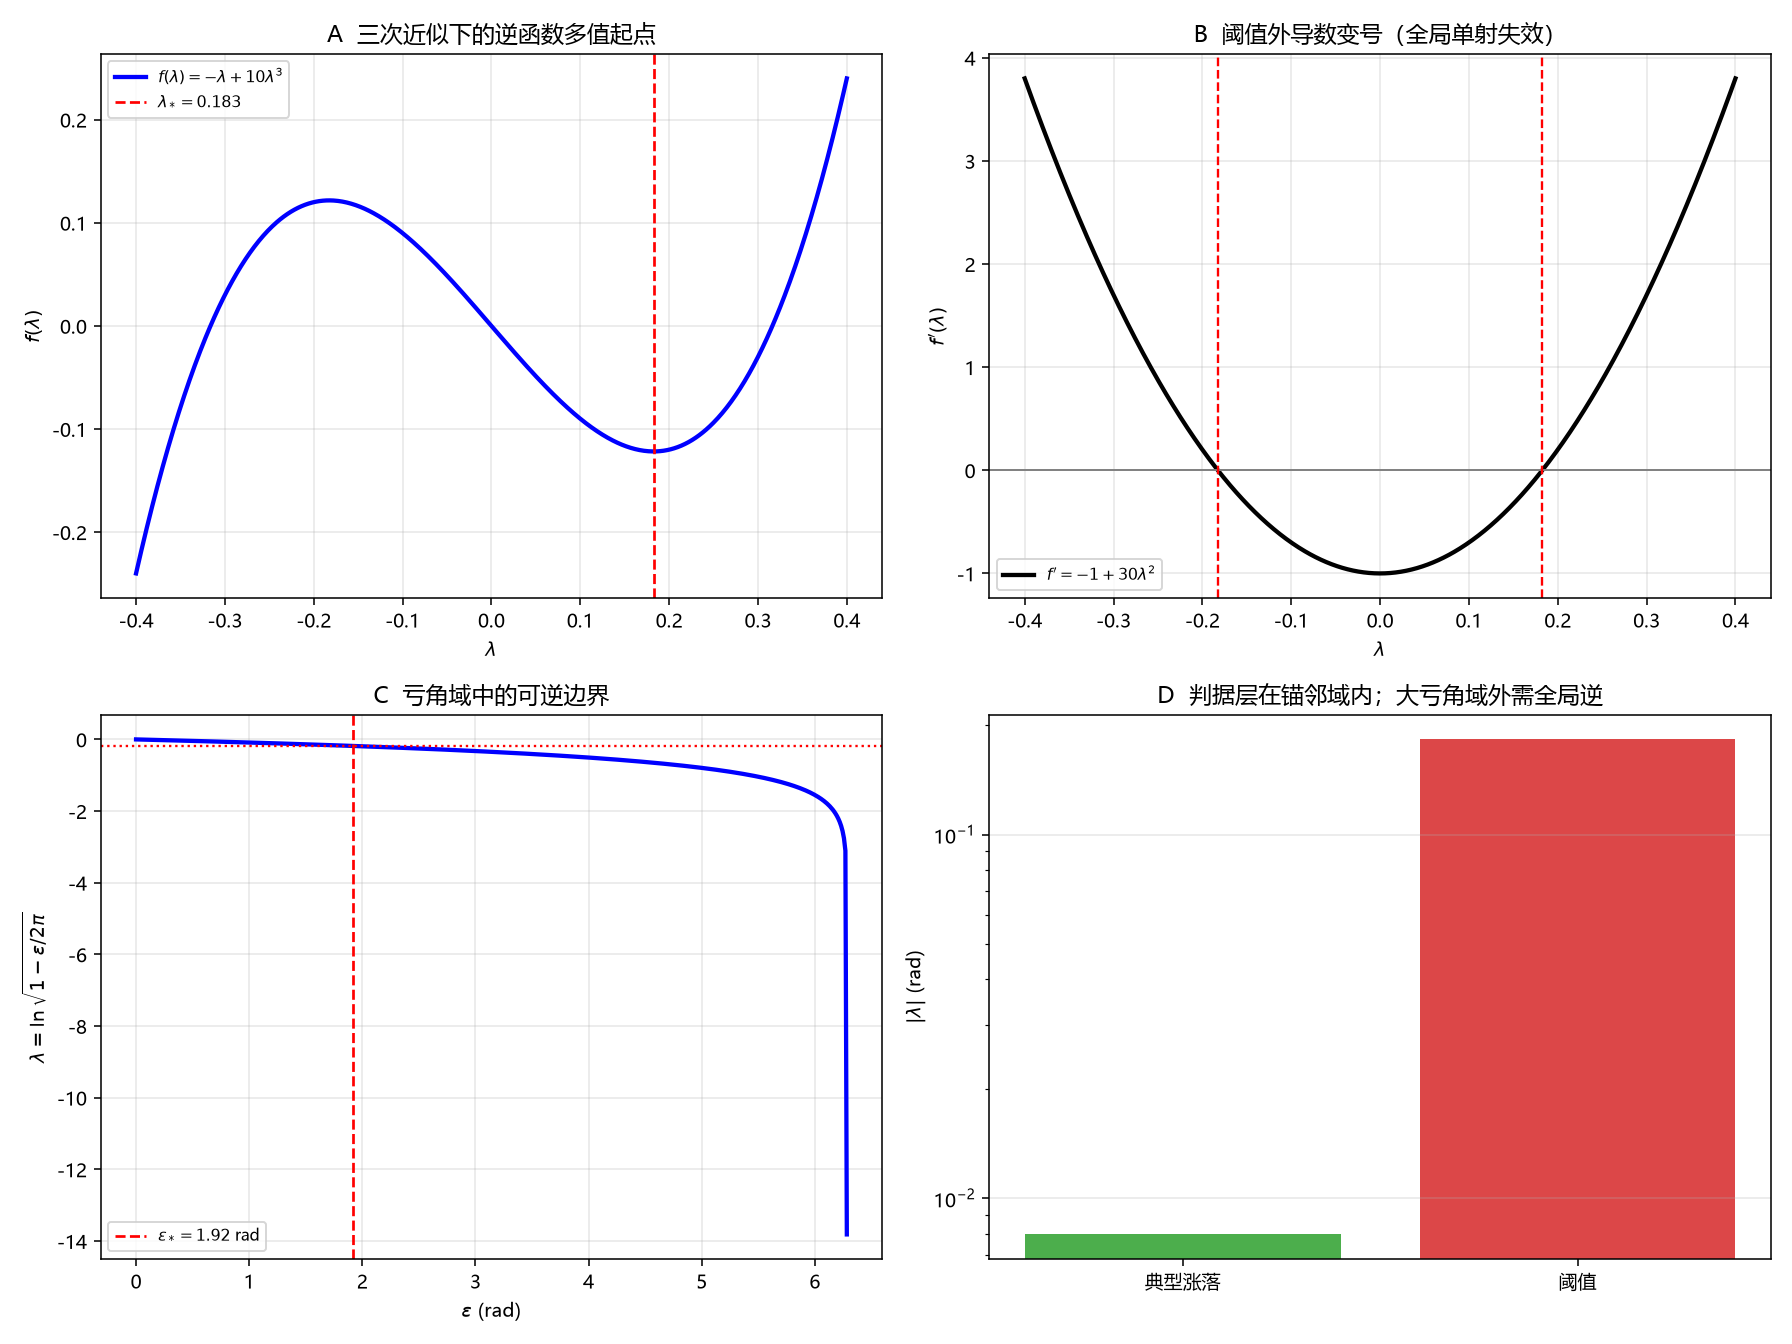 A 三次近似下的逆函数多值起点
f(λ) = −λ + 10λ³
λ* = 0.183
0.2
0.1
0.0
-0.1
-0.2
f(λ)
-0.4 -0.3 -0.2 -0.1 0.0 0.1 0.2 0.3 0.4
λ
B 阈值外导数变号（全局单射失效）
4
3
2
1
0
-1
f′(λ)
f′ = −1 + 30λ²
-0.4 -0.3 -0.2 -0.1 0.0 0.1 0.2 0.3 0.4
λ
C 亏角域中的可逆边界
0
-2
-4
-6
-8
-10
-12
-14
λ = ln √1 − ε/2π
ε* = 1.92 rad
0 1 2 3 4 5 6
ε (rad)
D 判据层在锚邻域内；大亏角域外需全局逆
10⁻¹
10⁻²
|λ| (rad)
典型涨落 阈值